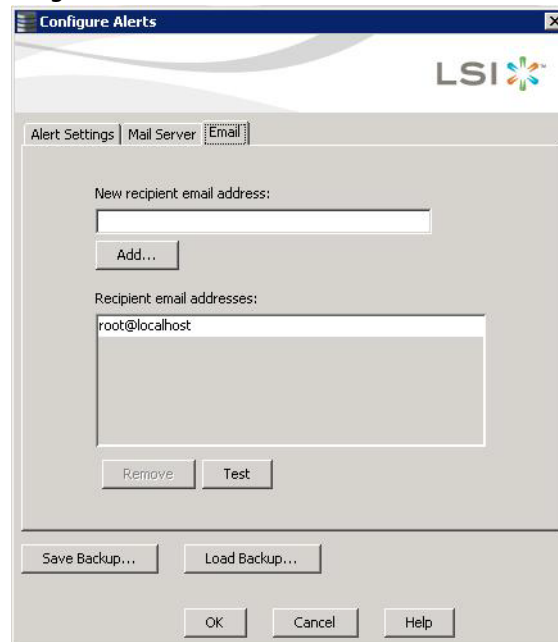 Configure Alerts
LSI
Alert Settings Mail Server Email
New recipient email address:
Add...
Recipient email addresses:
root@localhost
Remove Test
Save Backup... Load Backup...
OK Cancel Help